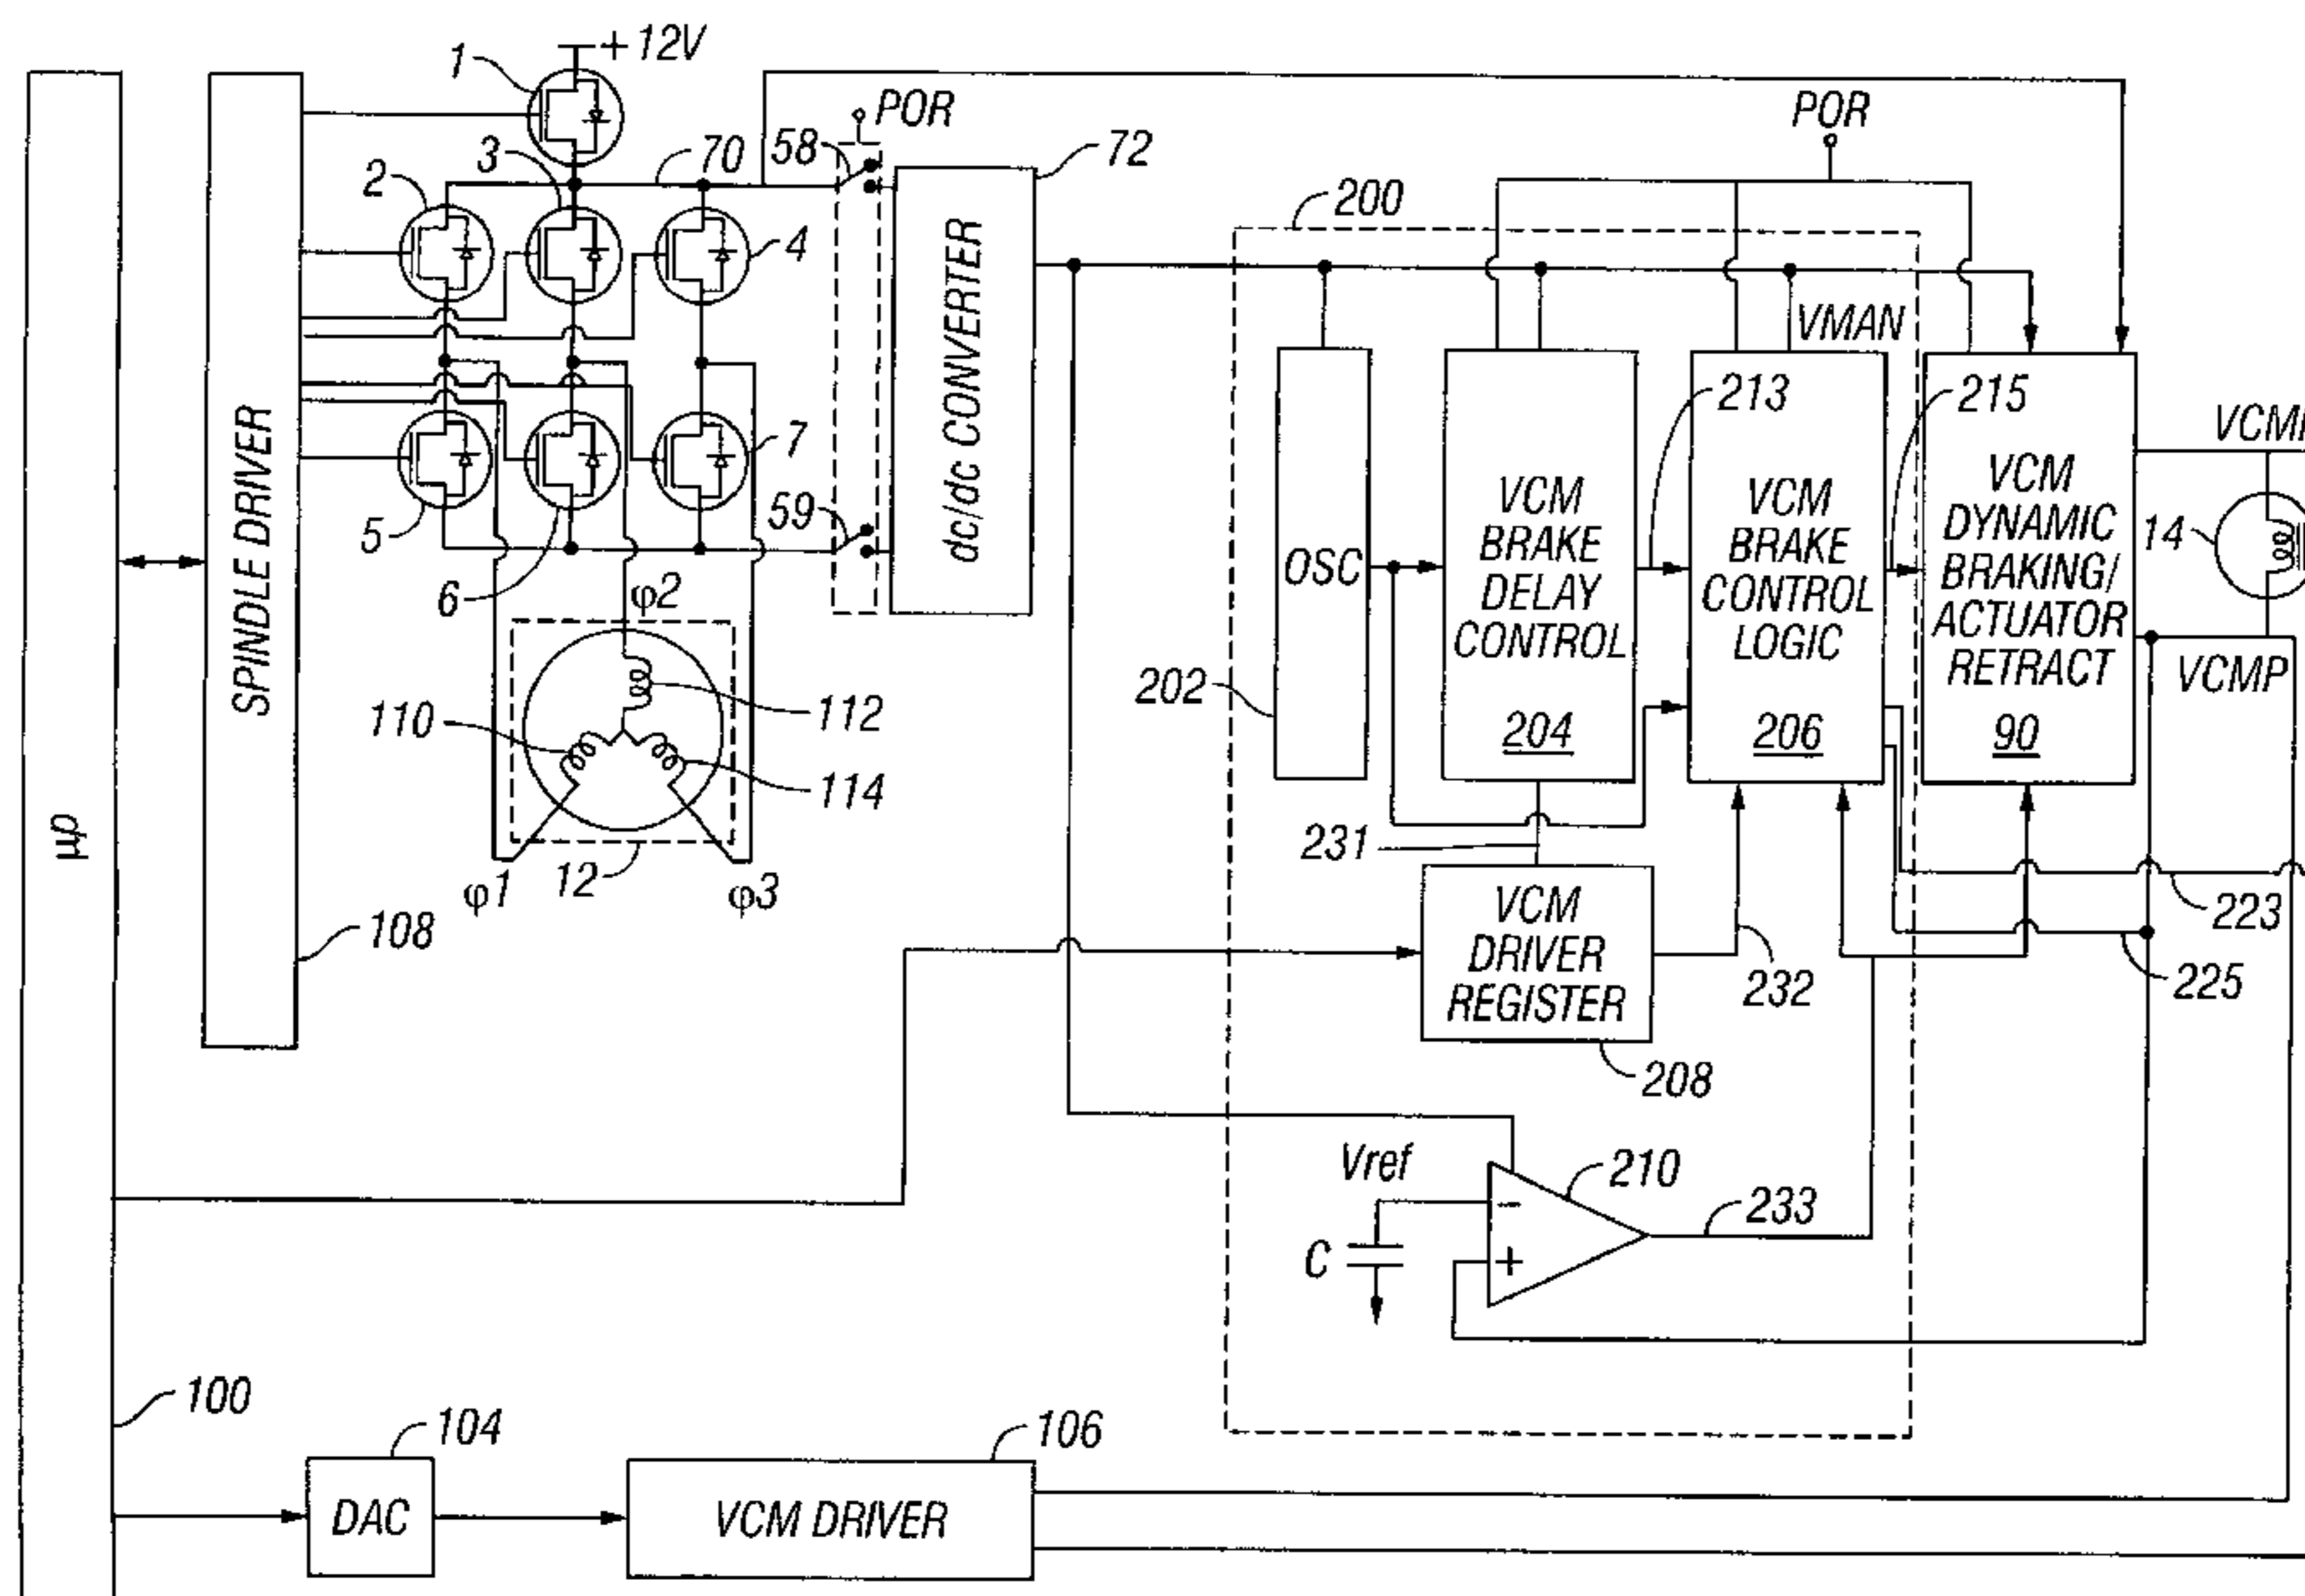 + 12V
1
POR
58
3
70
2
72
POR
200
4
dc/dc CONVERTER
VMAN
213
215
SPINDLE DRIVER
7
VCM
BRAKE
DELAY
CONTROL
204
VCM
BRAKE
CONTROL
LOGIC
206
VCM
DYNAMIC
BRAKING/
ACTUATOR
RETRACT
90
14
59
5
OSC
6
φ2
202
VCMP
110
112
114
μp
231
12
φ1
φ3
108
VCM
DRIVER
REGISTER
223
232
225
208
Vref
210
-
233
C
+
100
104
106
DAC
VCM DRIVER